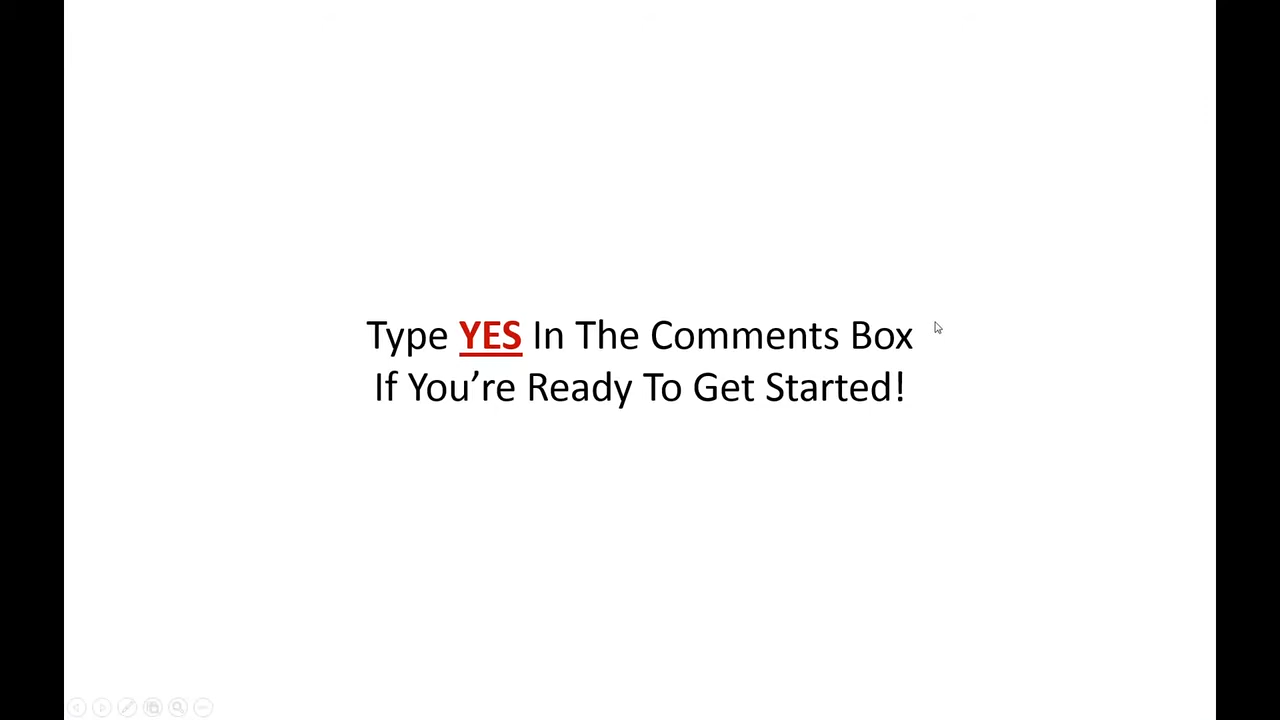 Type YES In The Comments Box
If You’re Ready To Get Started!